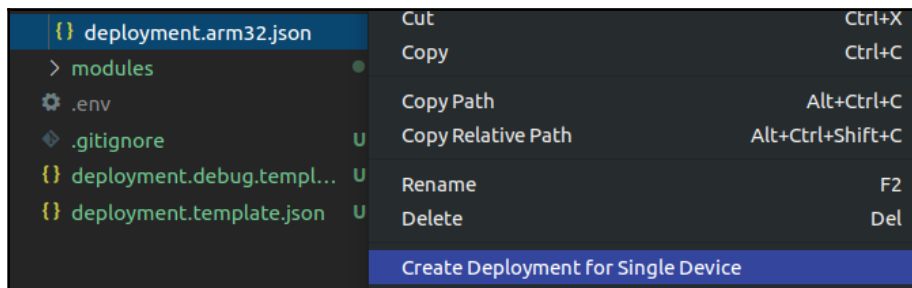 {} deployment.arm32.json
> modules
.env
.gitignore U
{} deployment.debug.templ... U
{} deployment.template.json U
Cut Ctrl+X
Copy Ctrl+C
Copy Path Alt+Ctrl+C
Copy Relative Path Alt+Ctrl+Shift+C
Rename F2
Delete Del
Create Deployment for Single Device